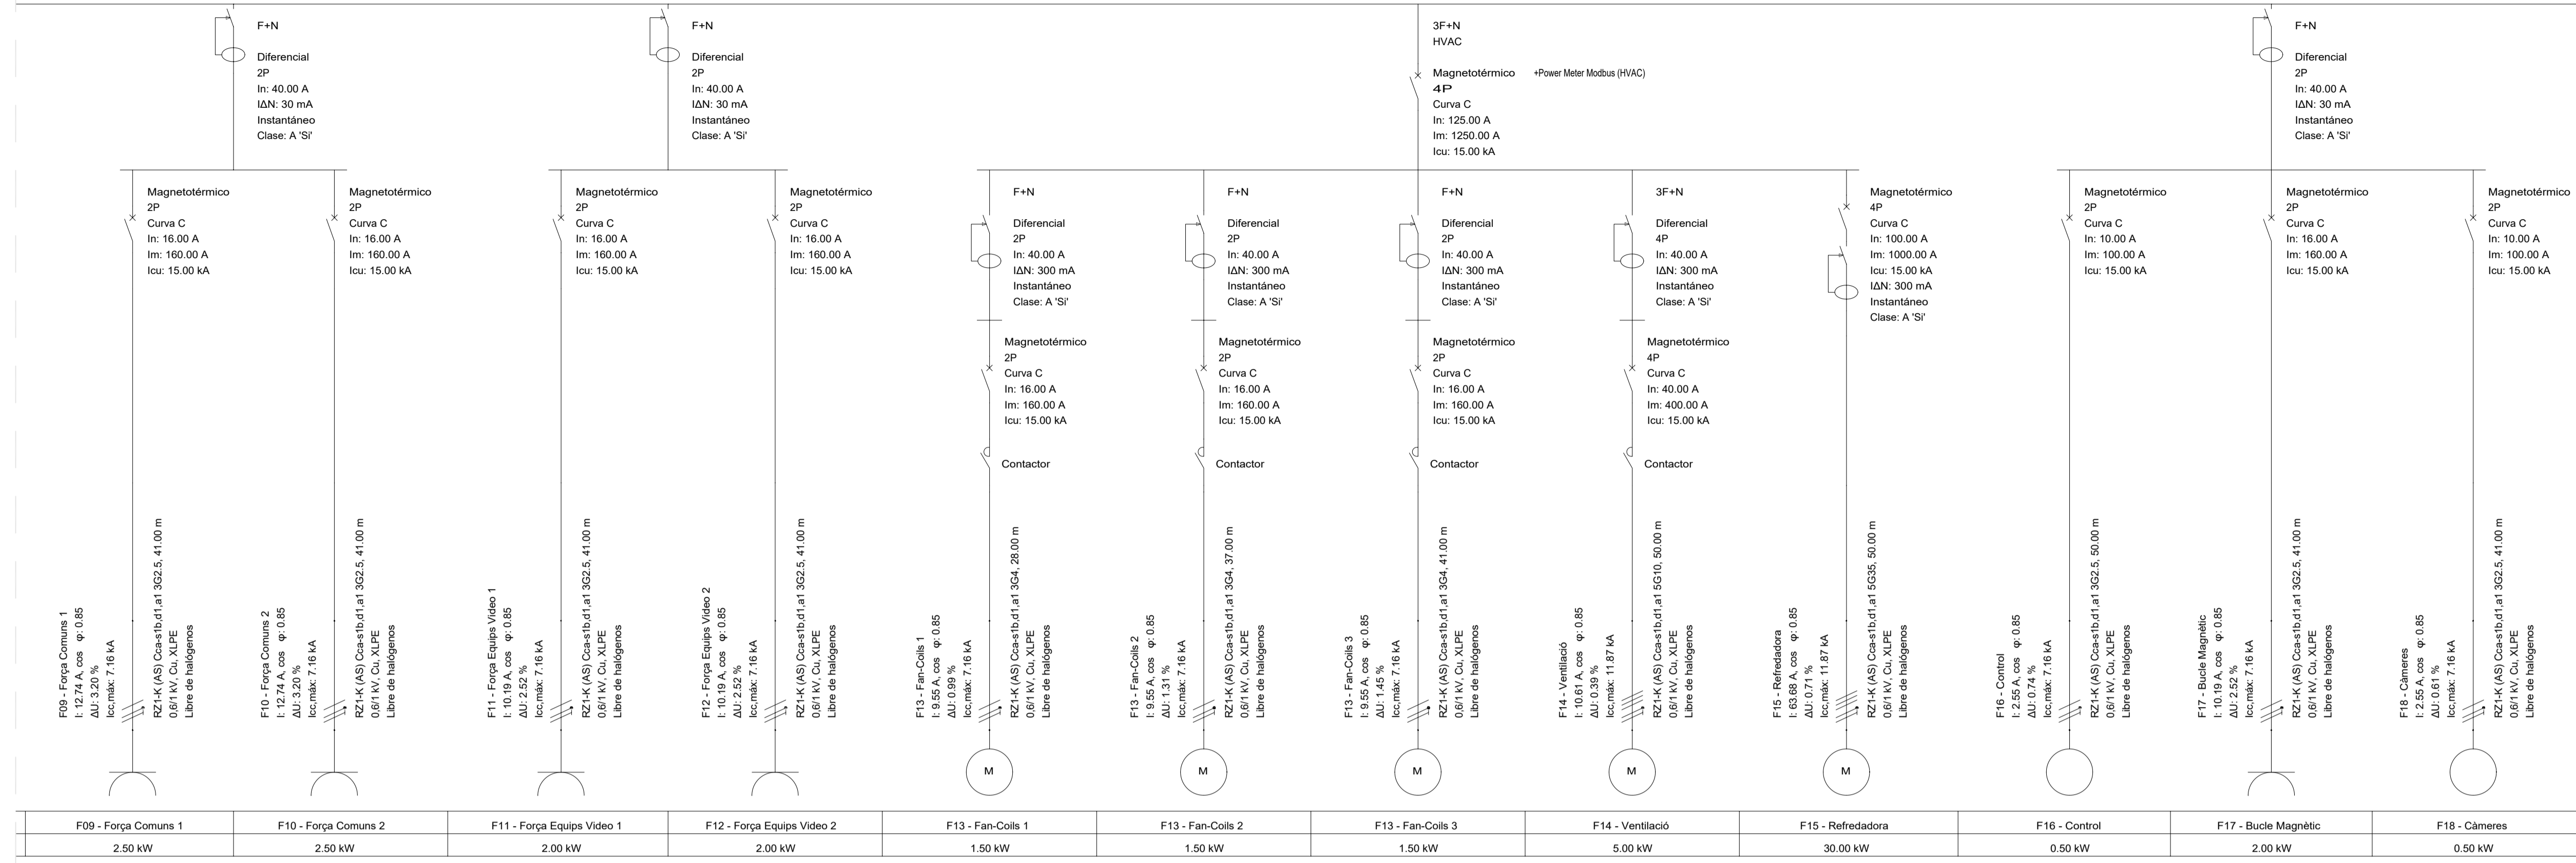 F+N
Diferencial
2P
In: 40.00 A
IΔN: 30 mA
Instantáneo
Clase: A 'Si'
F+N
Diferencial
2P
In: 40.00 A
IΔN: 30 mA
Instantáneo
Clase: A 'Si'
3F+N
HVAC
Magnetotérmico +Power Meter Modbus (HVAC)
4P
Curva C
In: 125.00 A
Im: 1250.00 A
Icu: 15.00 kA
F+N
Diferencial
2P
In: 40.00 A
IΔN: 30 mA
Instantáneo
Clase: A 'Si'
Magnetotérmico
2P
Curva C
In: 16.00 A
Im: 160.00 A
Icu: 15.00 kA
Magnetotérmico
2P
Curva C
In: 16.00 A
Im: 160.00 A
Icu: 15.00 kA
Magnetotérmico
2P
Curva C
In: 16.00 A
Im: 160.00 A
Icu: 15.00 kA
Magnetotérmico
2P
Curva C
In: 16.00 A
Im: 160.00 A
Icu: 15.00 kA
F+N
Diferencial
2P
In: 40.00 A
IΔN: 300 mA
Instantáneo
Clase: A 'Si'
Magnetotérmico
2P
Curva C
In: 16.00 A
Im: 160.00 A
Icu: 15.00 kA
Contactor
F+N
Diferencial
2P
In: 40.00 A
IΔN: 300 mA
Instantáneo
Clase: A 'Si'
Magnetotérmico
2P
Curva C
In: 16.00 A
Im: 160.00 A
Icu: 15.00 kA
Contactor
F+N
Diferencial
2P
In: 40.00 A
IΔN: 300 mA
Instantáneo
Clase: A 'Si'
Magnetotérmico
2P
Curva C
In: 16.00 A
Im: 160.00 A
Icu: 15.00 kA
Contactor
3F+N
Diferencial
4P
In: 40.00 A
IΔN: 300 mA
Instantáneo
Clase: A 'Si'
Magnetotérmico
4P
Curva C
In: 40.00 A
Im: 400.00 A
Icu: 15.00 kA
Contactor
Magnetotérmico
4P
Curva C
In: 100.00 A
Im: 1000.00 A
Icu: 15.00 kA
IΔN: 300 mA
Instantáneo
Clase: A 'Si'
Magnetotérmico
2P
Curva C
In: 10.00 A
Im: 100.00 A
Icu: 15.00 kA
Magnetotérmico
2P
Curva C
In: 16.00 A
Im: 160.00 A
Icu: 15.00 kA
Magnetotérmico
2P
Curva C
In: 10.00 A
Im: 100.00 A
Icu: 15.00 kA
F09 - Força Comuns 1
I: 12.74 A, cos φ: 0.85
ΔU: 3.20 %
Icc,máx: 7.16 kA
RZ1-K (AS) Cca-s1b,d1,a1 3G2.5, 41.00 m
0,6/1 kV, Cu, XLPE
Libre de halógenos
F10 - Força Comuns 2
I: 12.74 A, cos φ: 0.85
ΔU: 3.20 %
Icc,máx: 7.16 kA
RZ1-K (AS) Cca-s1b,d1,a1 3G2.5, 41.00 m
0,6/1 kV, Cu, XLPE
Libre de halógenos
F11 - Força Equips Video 1
I: 10.19 A, cos φ: 0.85
ΔU: 2.52 %
Icc,máx: 7.16 kA
RZ1-K (AS) Cca-s1b,d1,a1 3G2.5, 41.00 m
0,6/1 kV, Cu, XLPE
Libre de halógenos
F12 - Força Equips Video 2
I: 10.19 A, cos φ: 0.85
ΔU: 2.52 %
Icc,máx: 7.16 kA
RZ1-K (AS) Cca-s1b,d1,a1 3G2.5, 41.00 m
0,6/1 kV, Cu, XLPE
Libre de halógenos
F13 - Fan-Coils 1
I: 9.55 A, cos φ: 0.85
ΔU: 0.99 %
Icc,máx: 7.16 kA
RZ1-K (AS) Cca-s1b,d1,a1 3G4, 28.00 m
0,6/1 kV, Cu, XLPE
Libre de halógenos
F13 - Fan-Coils 2
I: 9.55 A, cos φ: 0.85
ΔU: 1.31 %
Icc,máx: 7.16 kA
RZ1-K (AS) Cca-s1b,d1,a1 3G4, 37.00 m
0,6/1 kV, Cu, XLPE
Libre de halógenos
F13 - Fan-Coils 3
I: 9.55 A, cos φ: 0.85
ΔU: 1.45 %
Icc,máx: 7.16 kA
RZ1-K (AS) Cca-s1b,d1,a1 3G4, 41.00 m
0,6/1 kV, Cu, XLPE
Libre de halógenos
F14 - Ventilació
I: 10.61 A, cos φ: 0.85
ΔU: 0.39 %
Icc,máx: 11.87 kA
RZ1-K (AS) Cca-s1b,d1,a1 5G10, 50.00 m
0,6/1 kV, Cu, XLPE
Libre de halógenos
F15 - Refredadora
I: 63.68 A, cos φ: 0.85
ΔU: 0.71 %
Icc,máx: 11.87 kA
RZ1-K (AS) Cca-s1b,d1,a1 5G35, 50.00 m
0,6/1 kV, Cu, XLPE
Libre de halógenos
F16 - Control
I: 2.55 A, cos φ: 0.85
ΔU: 0.74 %
Icc,máx: 7.16 kA
RZ1-K (AS) Cca-s1b,d1,a1 3G2.5, 50.00 m
0,6/1 kV, Cu, XLPE
Libre de halógenos
F17 - Bucle Magnètic
I: 10.19 A, cos φ: 0.85
ΔU: 2.52 %
Icc,máx: 7.16 kA
RZ1-K (AS) Cca-s1b,d1,a1 3G2.5, 41.00 m
0,6/1 kV, Cu, XLPE
Libre de halógenos
F18 - Càmeres
I: 2.55 A, cos φ: 0.85
ΔU: 0.61 %
Icc,máx: 7.16 kA
RZ1-K (AS) Cca-s1b,d1,a1 3G2.5, 41.00 m
0,6/1 kV, Cu, XLPE
Libre de halógenos
M M M M M
F09 - Força Comuns 1 F10 - Força Comuns 2 F11 - Força Equips Video 1 F12 - Força Equips Video 2 F13 - Fan-Coils 1 F13 - Fan-Coils 2 F13 - Fan-Coils 3 F14 - Ventilació F15 - Refredadora F16 - Control F17 - Bucle Magnètic F18 - Càmeres
2.50 kW 2.50 kW 2.00 kW 2.00 kW 1.50 kW 1.50 kW 1.50 kW 5.00 kW 30.00 kW 0.50 kW 2.00 kW 0.50 kW